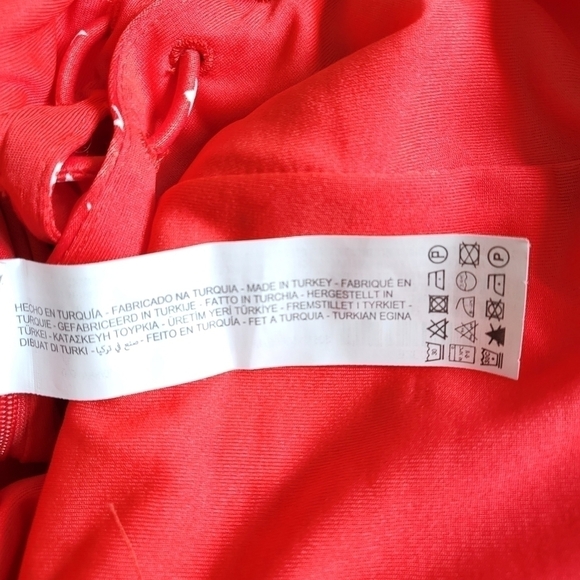 HECHO EN TURQUÍA - FABRICADO NA TURQUIA - MADE IN TURKEY - FABRIQUÉ EN
TURQUIE - GEFABRICEERD IN TURKIJE - FATTO IN TURCHIA - HERGESTELLT IN
TÜRKEI - ΚΑΤΑΣΚΕΥΗ ΤΟΥΡΚΙΑ - ÜRETİM YERİ TÜRKİYE - FREMSTILLET I TYRKIET -
DIBUAT DI TURKI - صنع في تركيا - FEITO EN TURQUÍA - FET A TURQUIA - TURKIAN EGINA
P
P